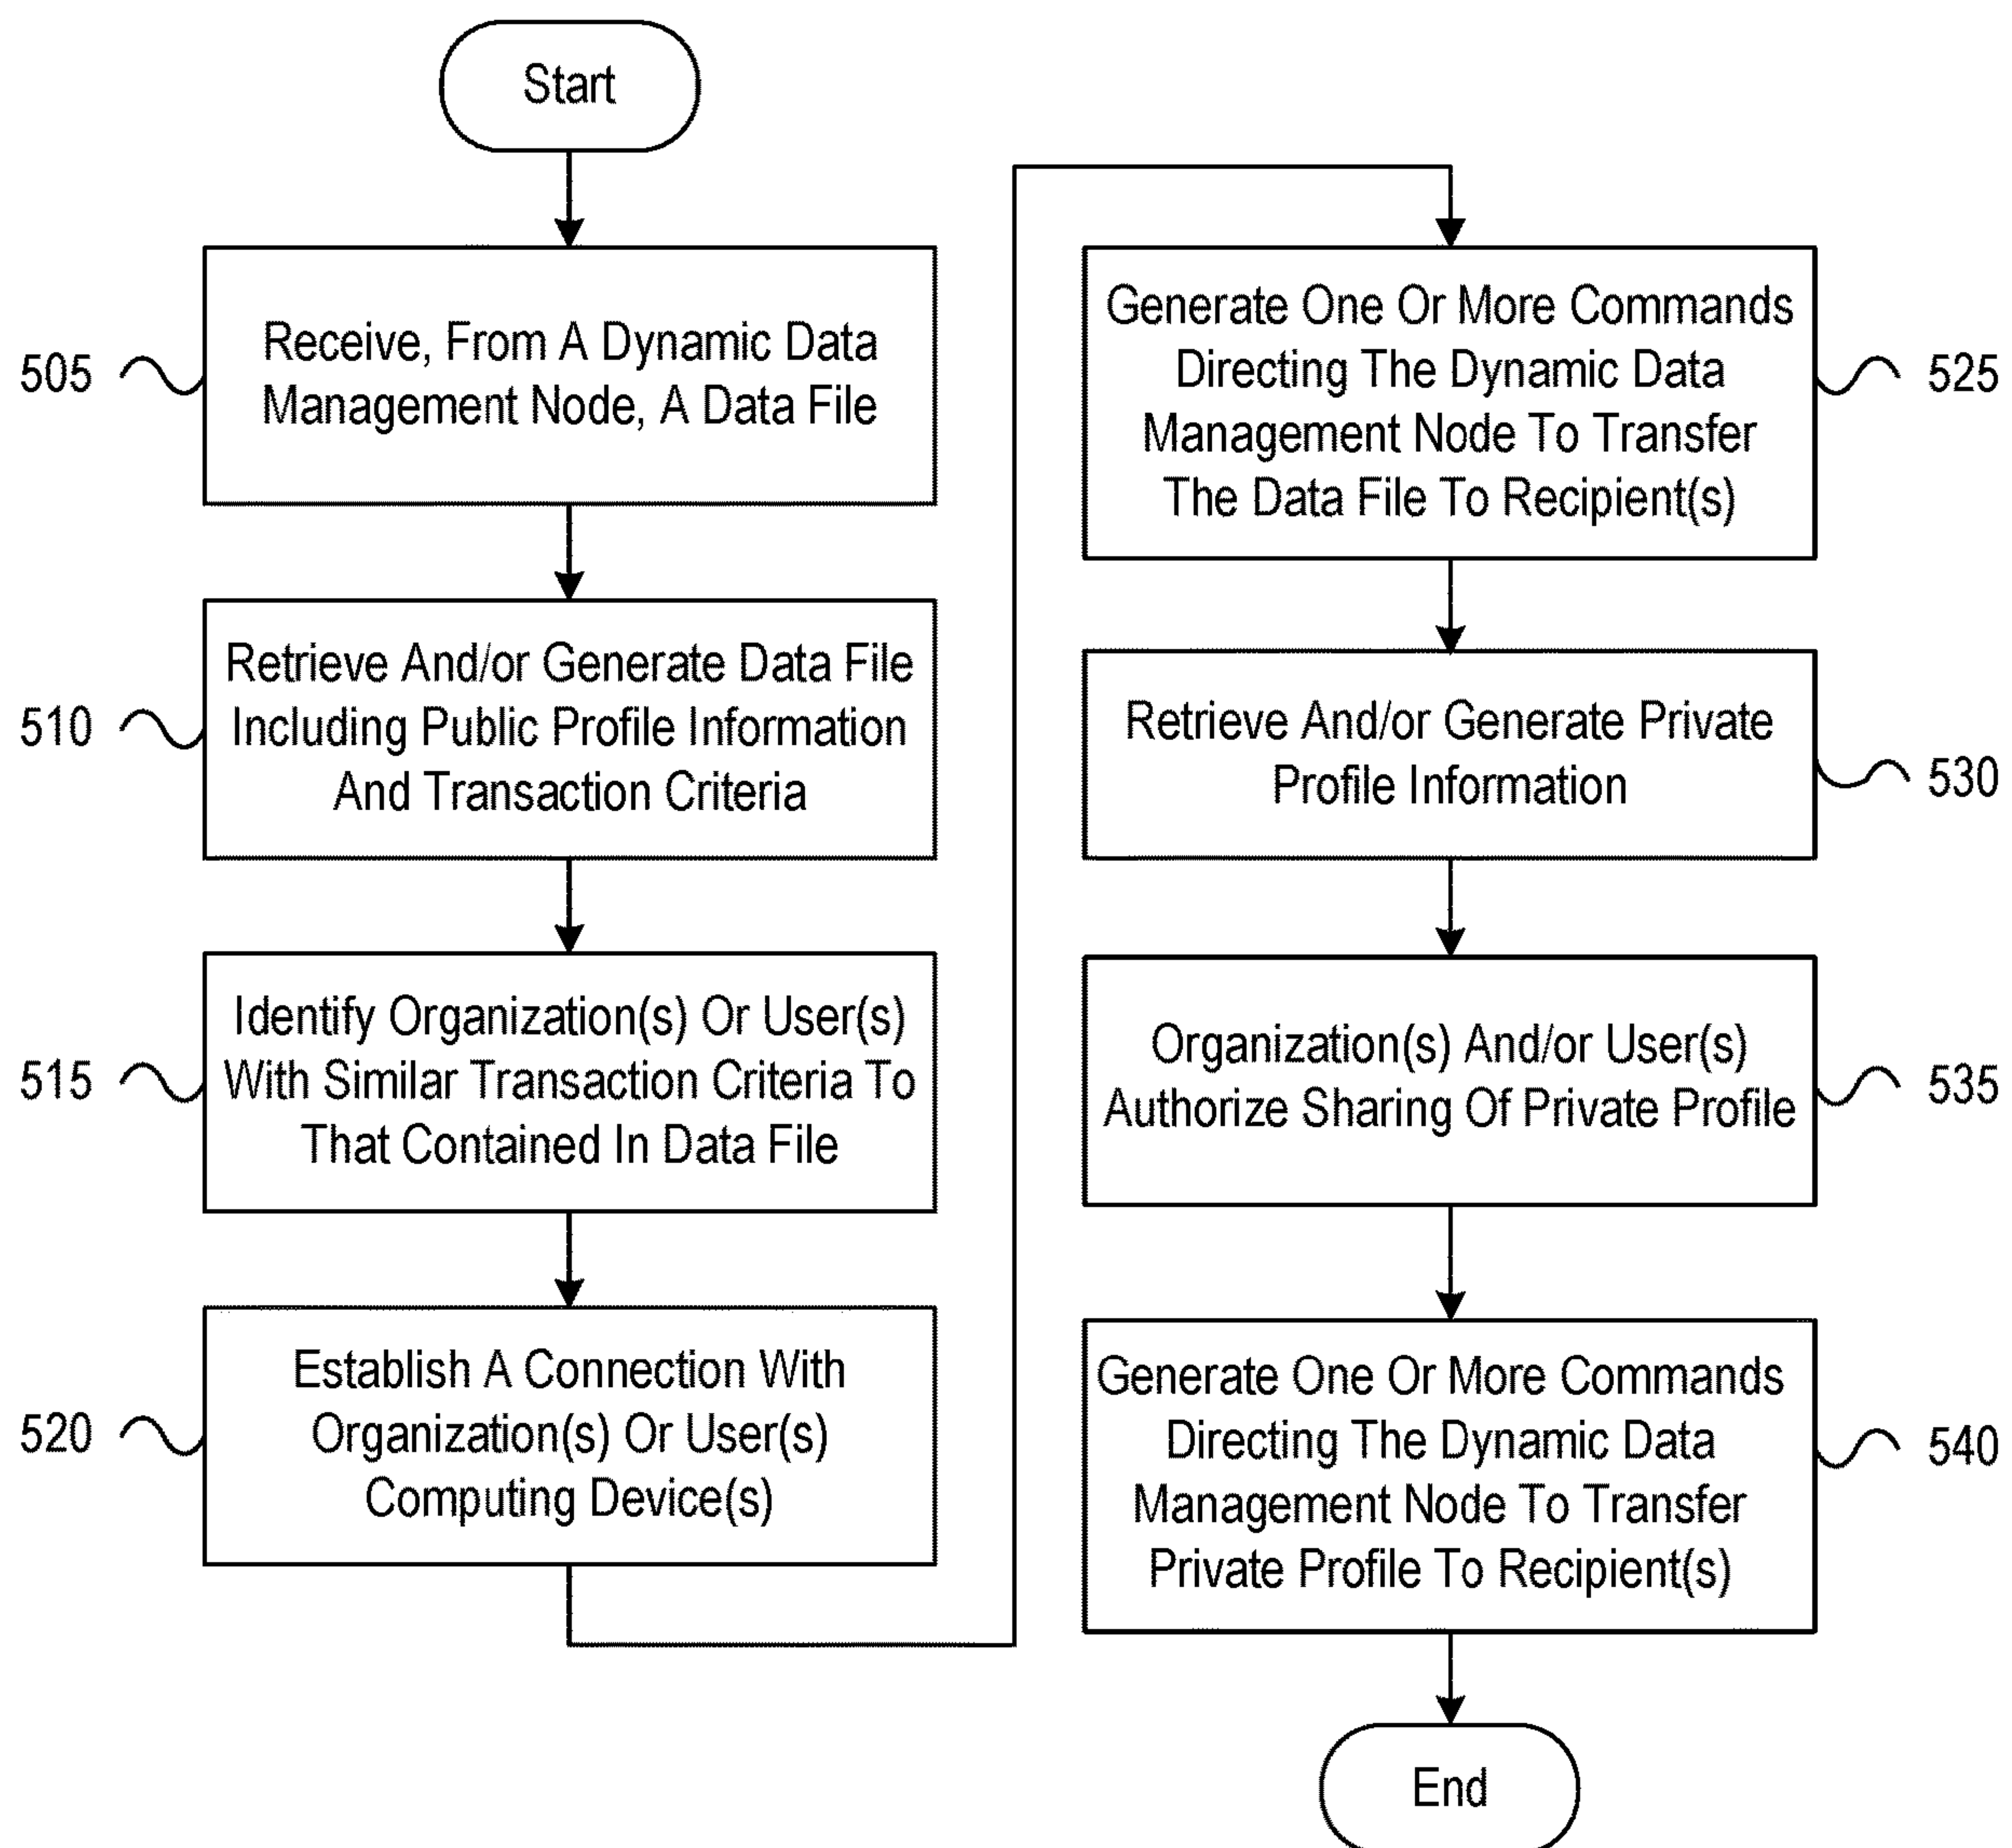 Start
505
Receive, From A Dynamic Data
Management Node, A Data File
510
Retrieve And/or Generate Data File
Including Public Profile Information
And Transaction Criteria
515
Identify Organization(s) Or User(s)
With Similar Transaction Criteria To
That Contained In Data File
520
Establish A Connection With
Organization(s) Or User(s)
Computing Device(s)
Generate One Or More Commands
Directing The Dynamic Data
Management Node To Transfer
The Data File To Recipient(s)
525
Retrieve And/or Generate Private
Profile Information
530
Organization(s) And/or User(s)
Authorize Sharing Of Private Profile
535
Generate One Or More Commands
Directing The Dynamic Data
Management Node To Transfer
Private Profile To Recipient(s)
540
End